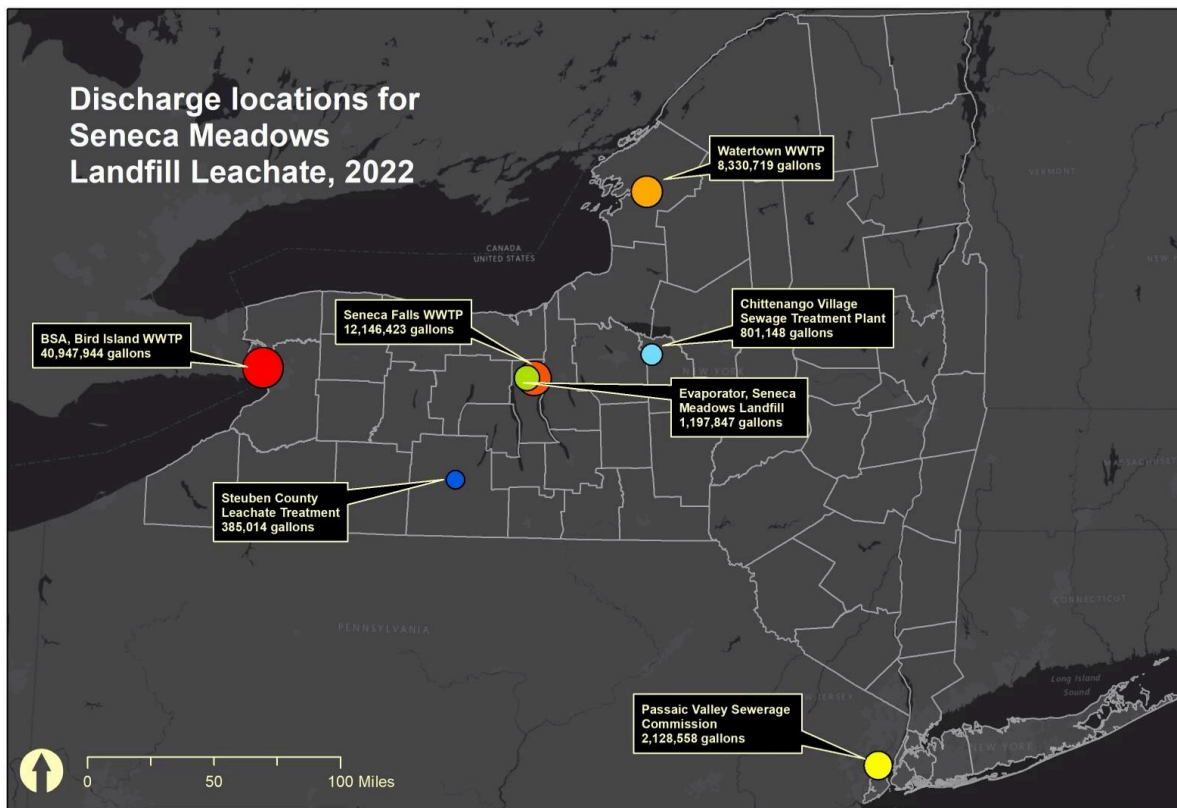 Discharge locations for
Seneca Meadows
Landfill Leachate, 2022
Watertown WWTP
8,330,719 gallons
VERMONT
CANADA
UNITED STATES
Seneca Falls WWTP
12,146,423 gallons
Chittenango Village
Sewage Treatment Plant
801,148 gallons
BSA, Bird Island WWTP
40,947,944 gallons
NEW YORK
Evaporator, Seneca
Meadows Landfill
1,197,847 gallons
Steuben County
Leachate Treatment
385,014 gallons
CONNECTICUT
PENNSYLVANIA
Long Island
Sound
Passaic Valley Sewerage
Commission
2,128,558 gallons
NEW YORK
0 50 100 Miles